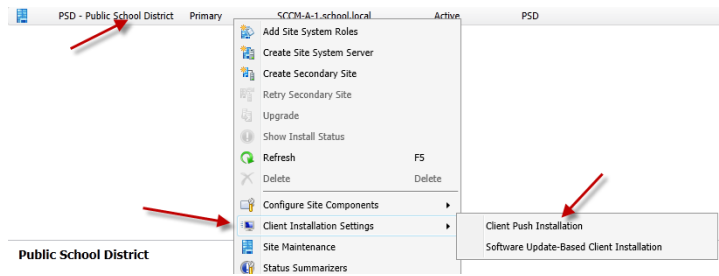 PSD - Public School District Primary SCCM-A-1.school.local Active PSD
Add Site System Roles
Create Site System Server
Create Secondary Site
Retry Secondary Site
Upgrade
Show Install Status
Refresh F5
Delete Delete
Configure Site Components
Client Installation Settings
Client Push Installation
Software Update-Based Client Installation
Site Maintenance
Public School District
Status Summarizers